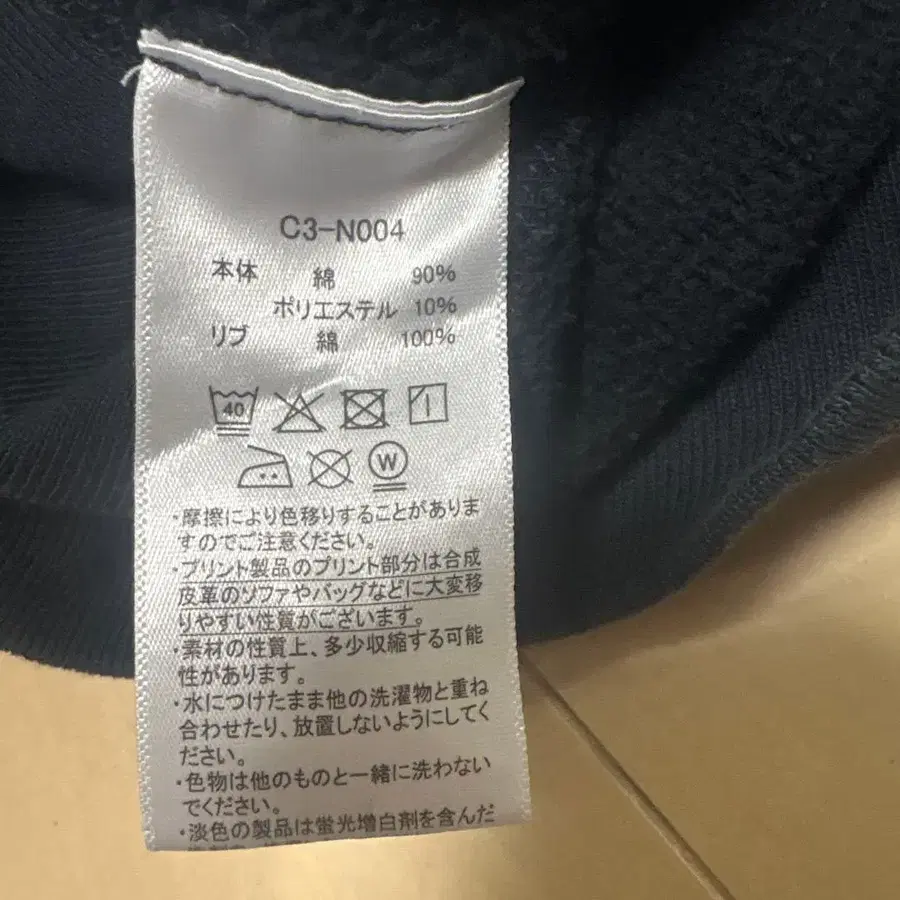 C3-N004
本体 綿 90%
ポリエステル 10%
リブ 綿 100%
40
W
・摩擦により色移りすることがありま
すのでご注意ください。
・プリント製品のプリント部分は合成
皮革のソファやバッグなどに大変移
りやすい性質がございます。
・素材の性質上、多少収縮する可能
性があります。
・水につけたまま他の洗濯物と重ね
合わせたり、放置しないようにしてく
ださい。
・色物は他のものと一緒に洗わない
でください。
・淡色の製品は蛍光増白剤を含んだ